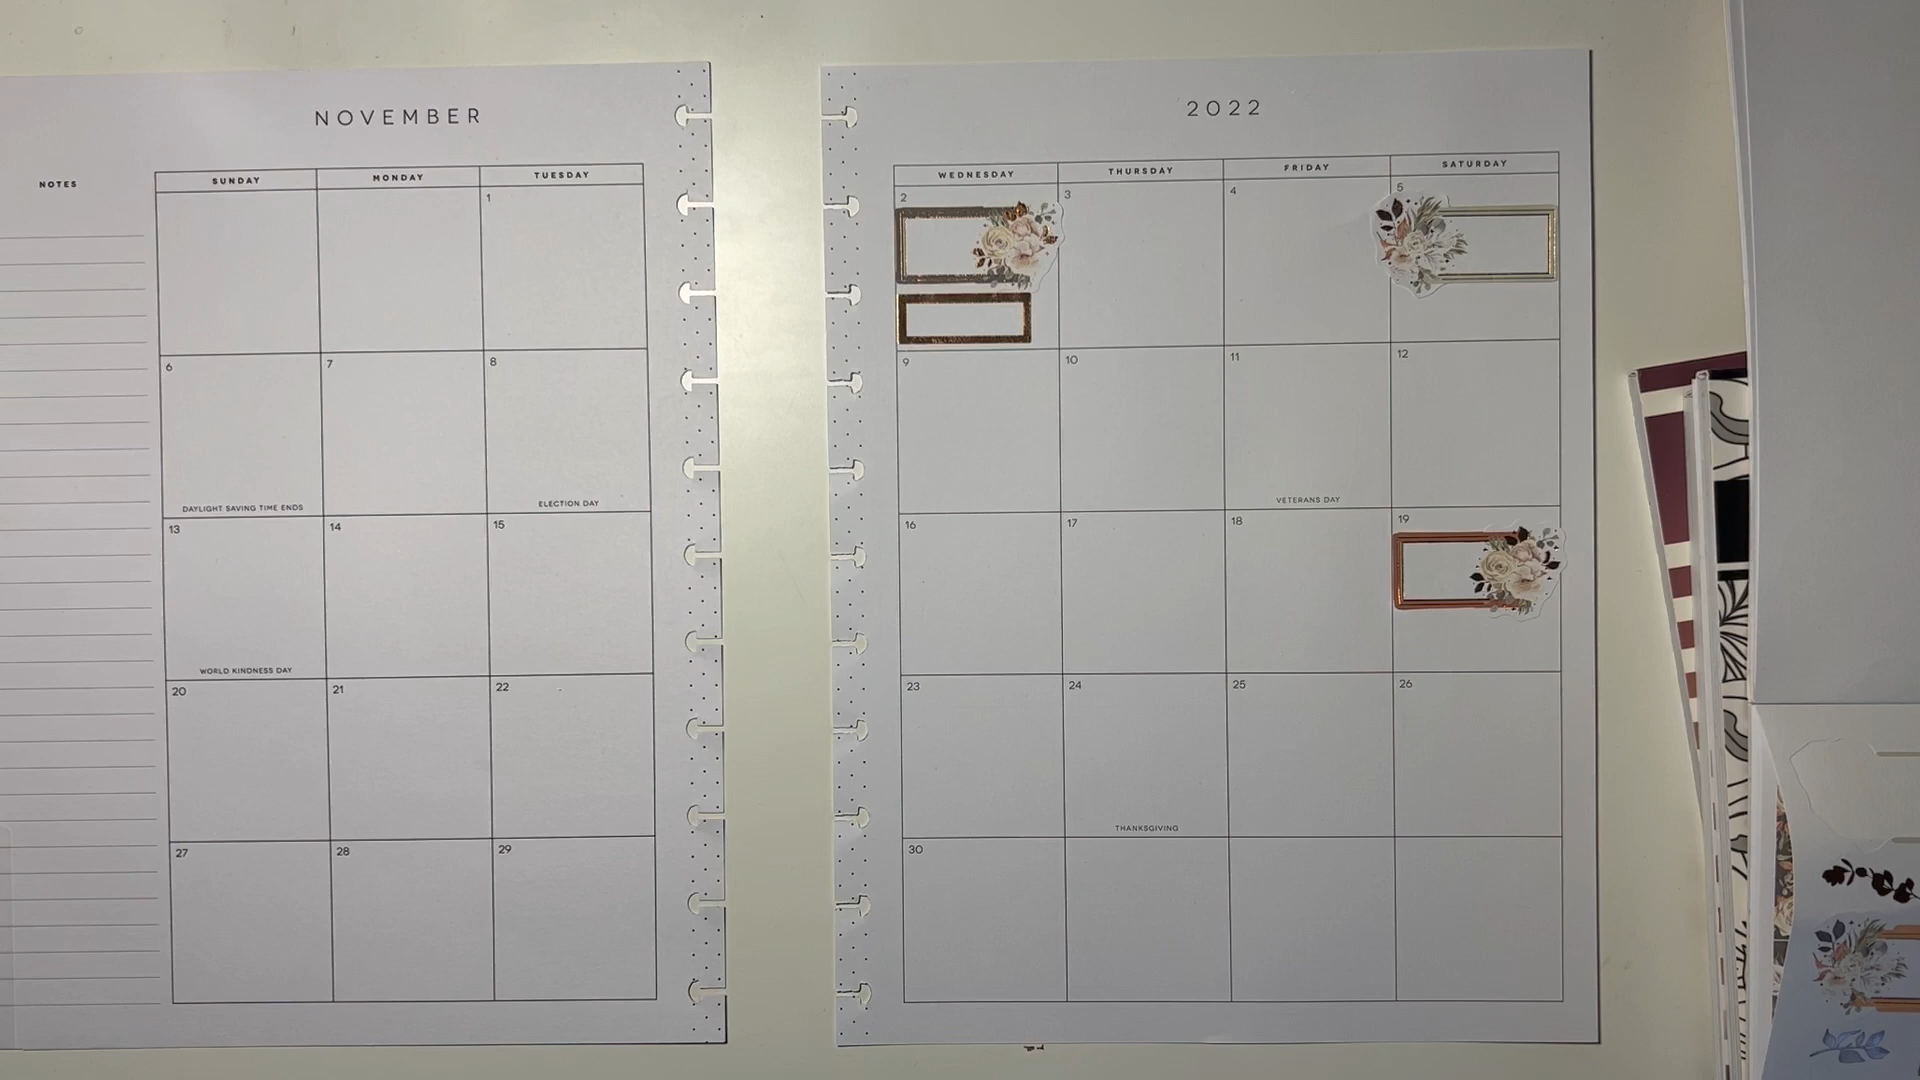 NOVEMBER
NOTES
SUNDAY MONDAY TUESDAY
1
6 7 8
DAYLIGHT SAVING TIME ENDS ELECTION DAY
13 14 15
WORLD KINDNESS DAY
20 21 22
27 28 29
2022
WEDNESDAY THURSDAY FRIDAY SATURDAY
2 3 4 5
9 10 11 12
VETERANS DAY
16 17 18 19
23 24 25 26
THANKSGIVING
30